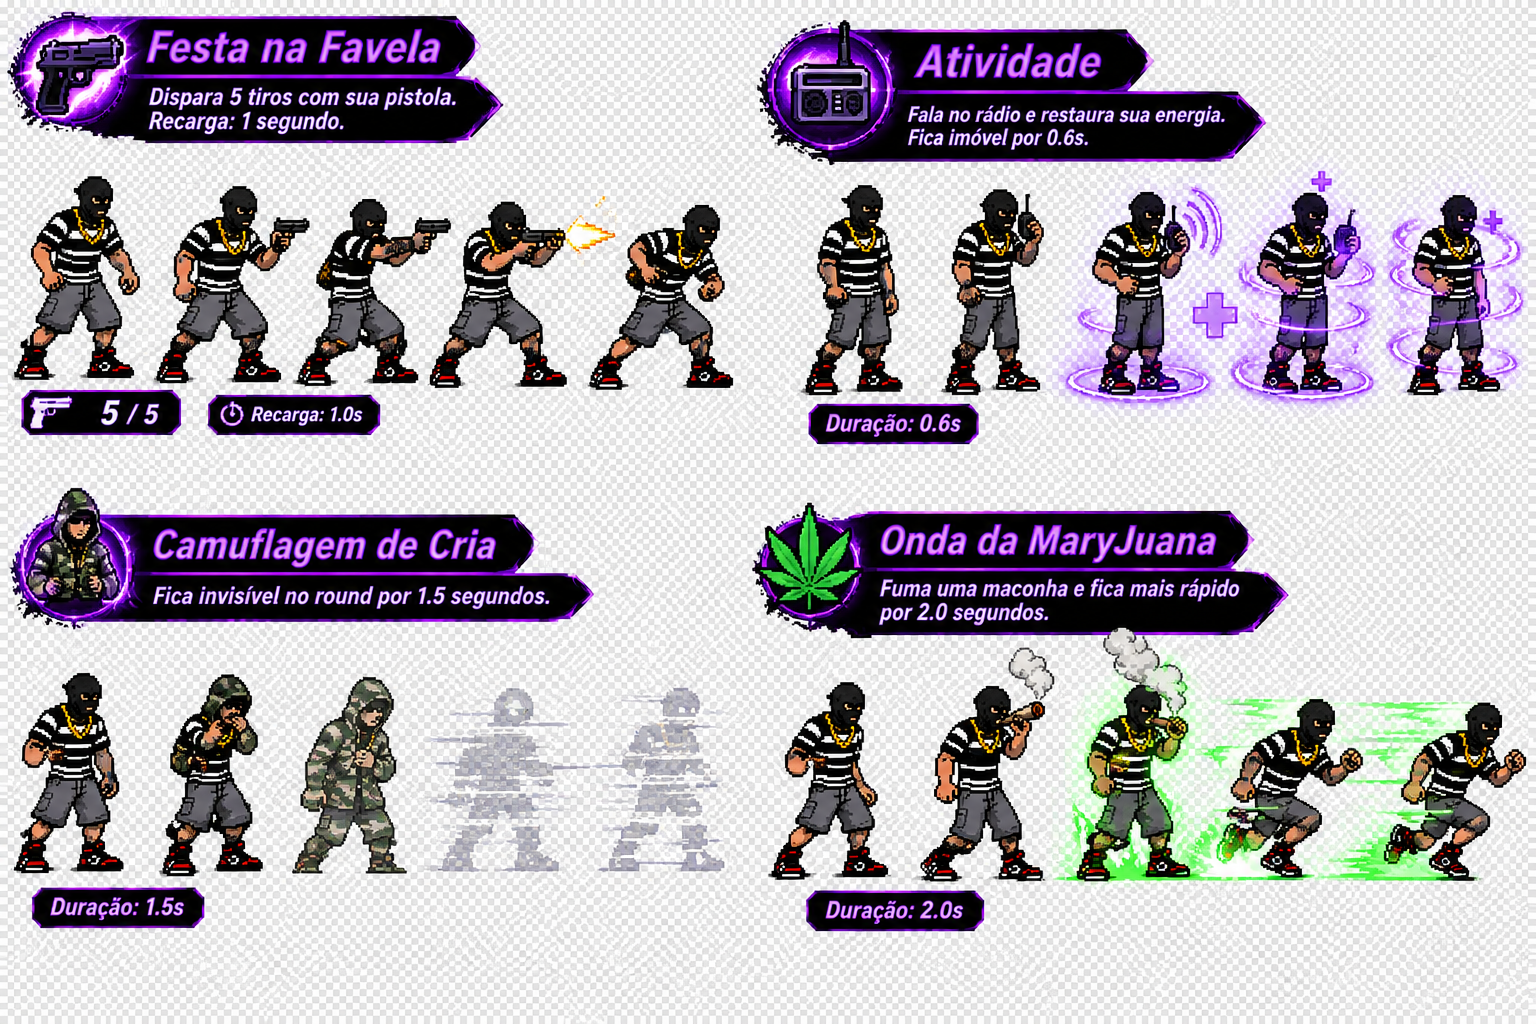 Festa na Favela
Dispara 5 tiros com sua pistola.
Recarga: 1 segundo.
5 / 5
Recarga: 1.0s
Atividade
Fala no rádio e restaura sua energia.
Fica imóvel por 0.6s.
Duração: 0.6s
Camuflagem de Cria
Fica invisível no round por 1.5 segundos.
Duração: 1.5s
Onda da MaryJuana
Fuma uma maconha e fica mais rápido
por 2.0 segundos.
Duração: 2.0s